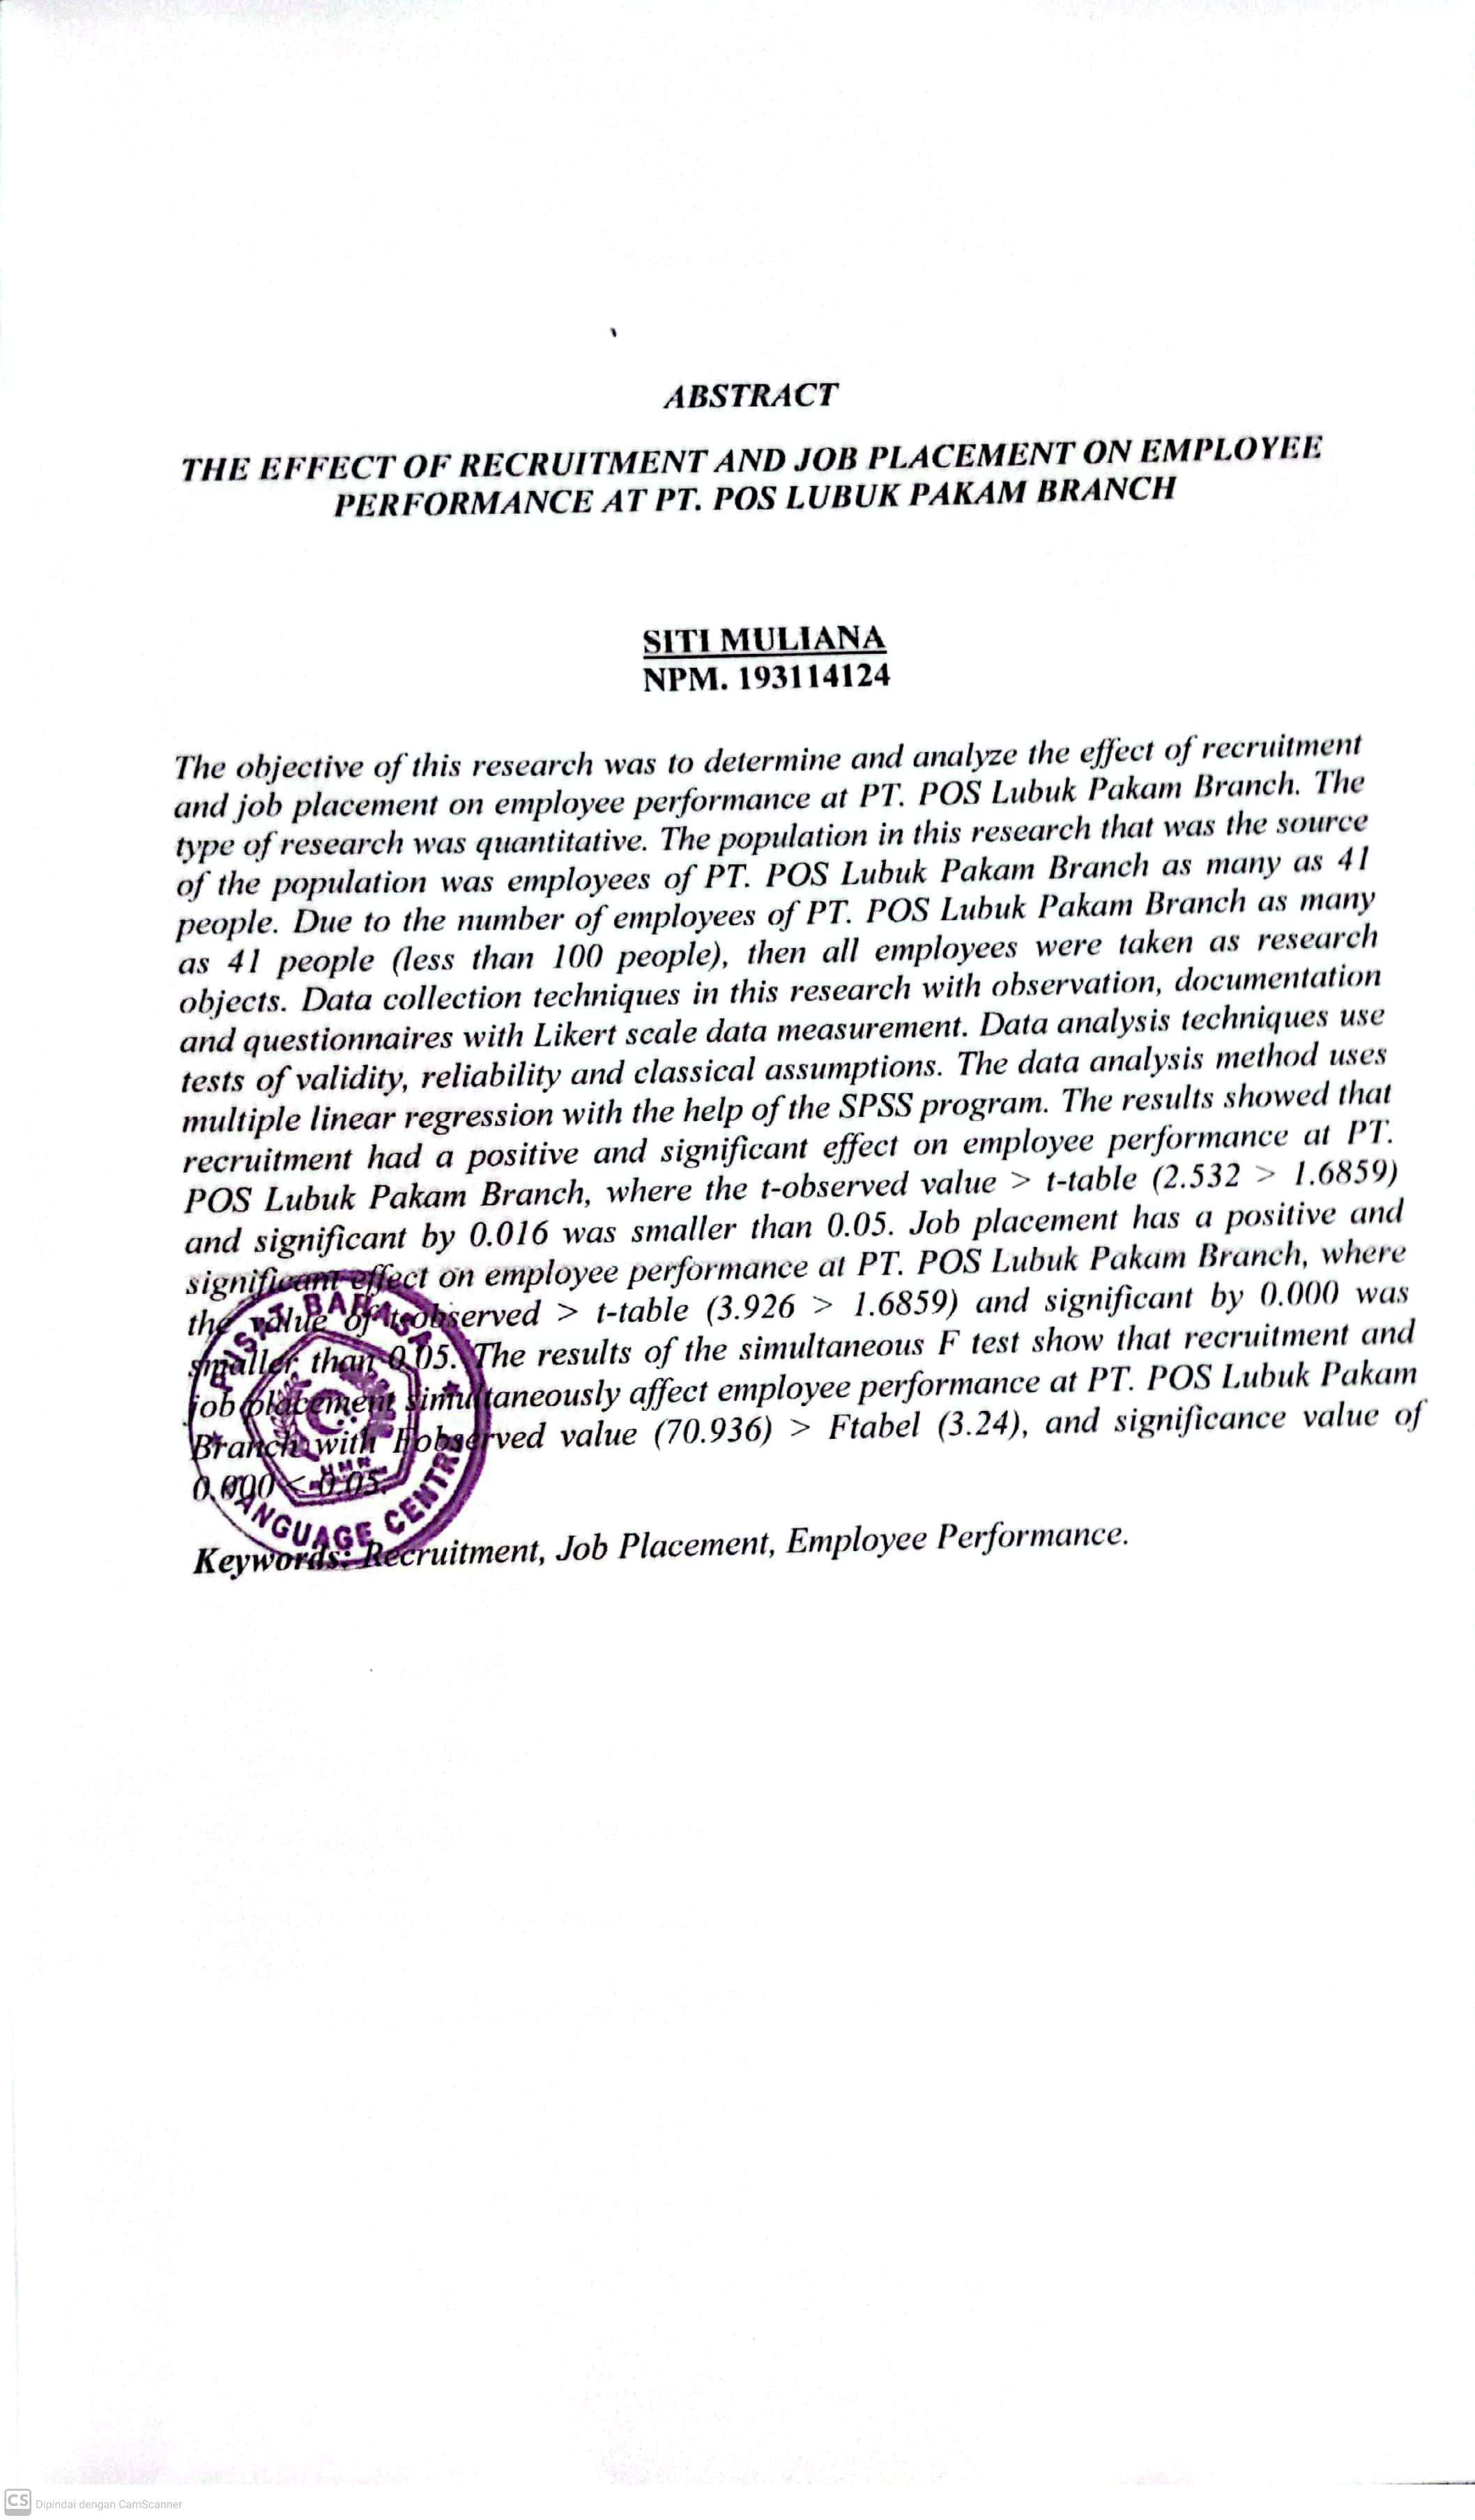 ABSTRACT
THE EFFECT OF RECRUITMENT AND JOB PLACEMENT ON EMPLOYEE
PERFORMANCE AT PT. POS LUBUK PAKAM BRANCH
SITI MULIANA
NPM. 193114124
The objective of this research was to determine and analyze the effect of recruitment
and job placement on employee performance at PT. POS Lubuk Pakam Branch. The
type of research was quantitative. The population in this research that was the source
of the population was employees of PT. POS Lubuk Pakam Branch as many as 41
people. Due to the number of employees of PT. POS Lubuk Pakam Branch as many
as 41 people (less than 100 people), then all employees were taken as research
objects. Data collection techniques in this research with observation, documentation
and questionnaires with Likert scale data measurement. Data analysis techniques use
tests of validity, reliability and classical assumptions. The data analysis method uses
multiple linear regression with the help of the SPSS program. The results showed that
recruitment had a positive and significant effect on employee performance at PT.
POS Lubuk Pakam Branch, where the t-observed value > t-table (2.532 > 1.6859)
and significant by 0.016 was smaller than 0.05. Job placement has a positive and
significant effect on employee performance at PT. POS Lubuk Pakam Branch, where
the value of t-observed > t-table (3.926 > 1.6859) and significant by 0.000 was
smaller than 0.05. The results of the simultaneous F test show that recruitment and
job placement simultaneously affect employee performance at PT. POS Lubuk Pakam
Branch with Fobserved value (70.936) > Ftabel (3.24), and significance value of
0.000 < 0.05.
PUSAT BAHASA
LANGUAGE CENTRE
Keywords: Recruitment, Job Placement, Employee Performance.
CS Dipindai dengan CamScanner